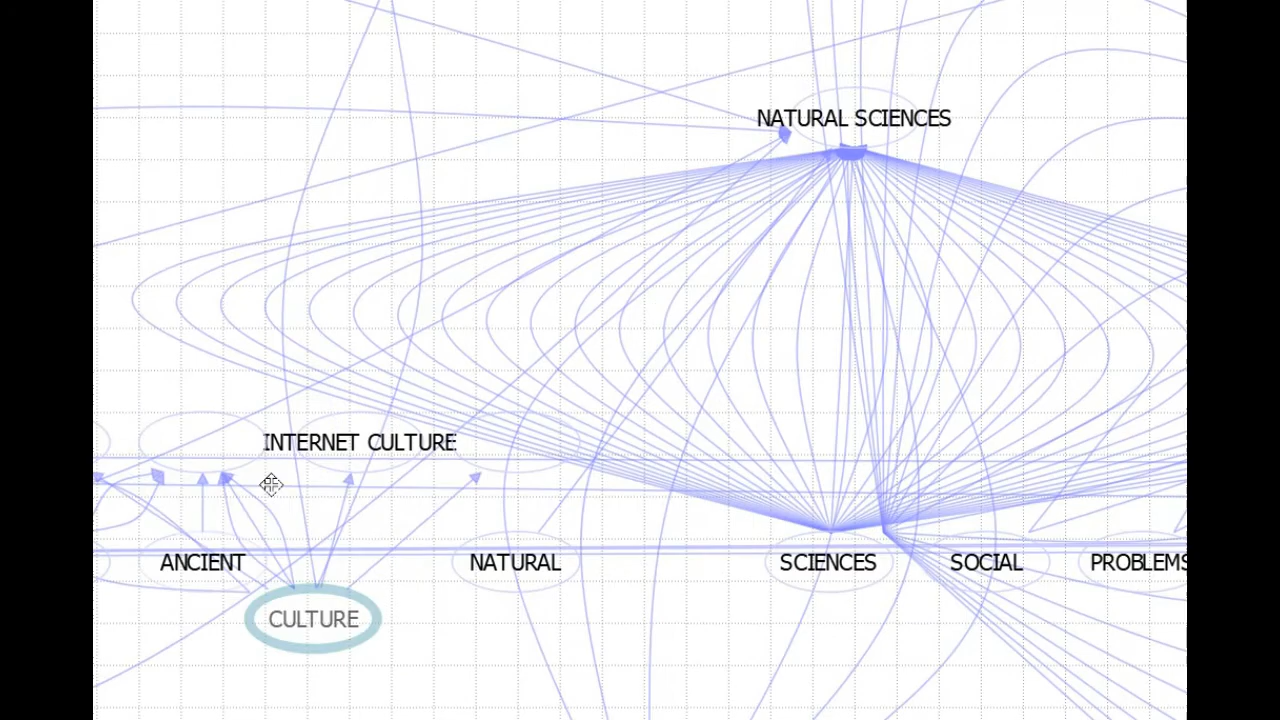 NATURAL SCIENCES
INTERNET CULTURE
ANCIENT
NATURAL
SCIENCES
SOCIAL
PROBLEMS
CULTURE